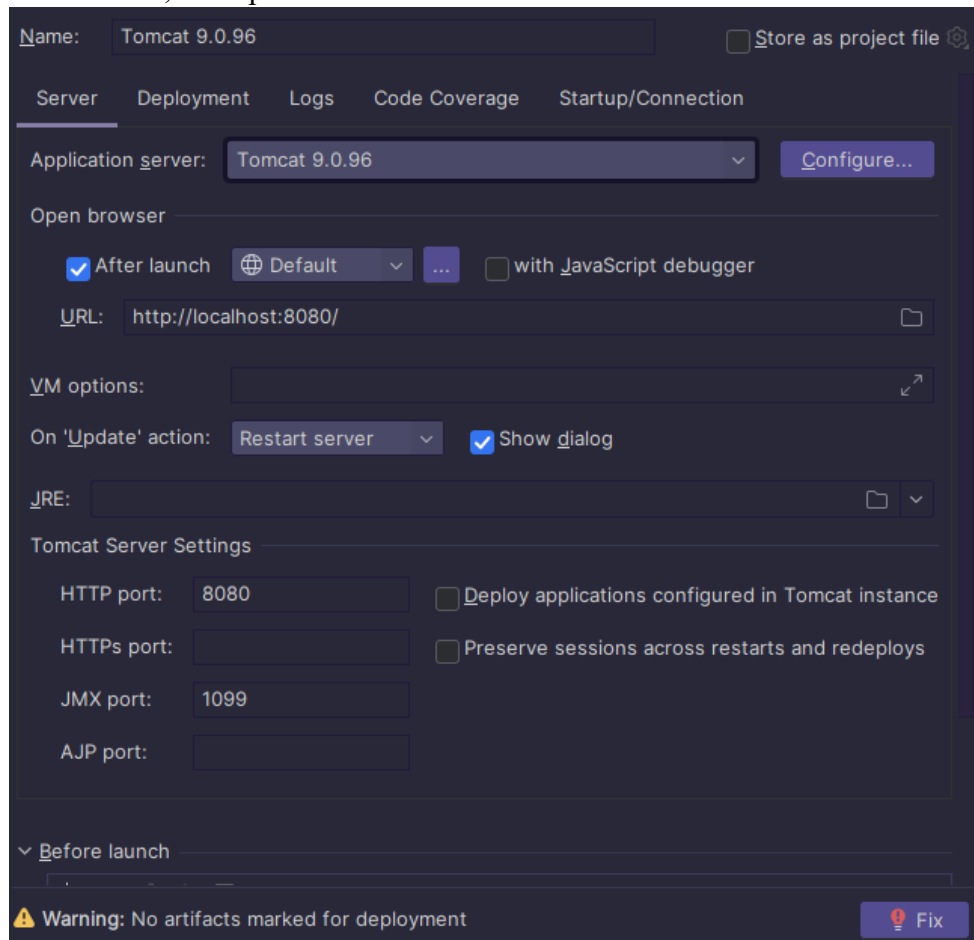 Name: Tomcat 9.0.96 Store as project file
Server Deployment Logs Code Coverage Startup/Connection
Application server: Tomcat 9.0.96 Configure...
Open browser
After launch Default ... with JavaScript debugger
URL: http://localhost:8080/
VM options:
On 'Update' action: Restart server Show dialog
JRE:
Tomcat Server Settings
HTTP port: 8080 Deploy applications configured in Tomcat instance
HTTPs port: Preserve sessions across restarts and redeploys
JMX port: 1099
AJP port:
Before launch
Warning: No artifacts marked for deployment Fix